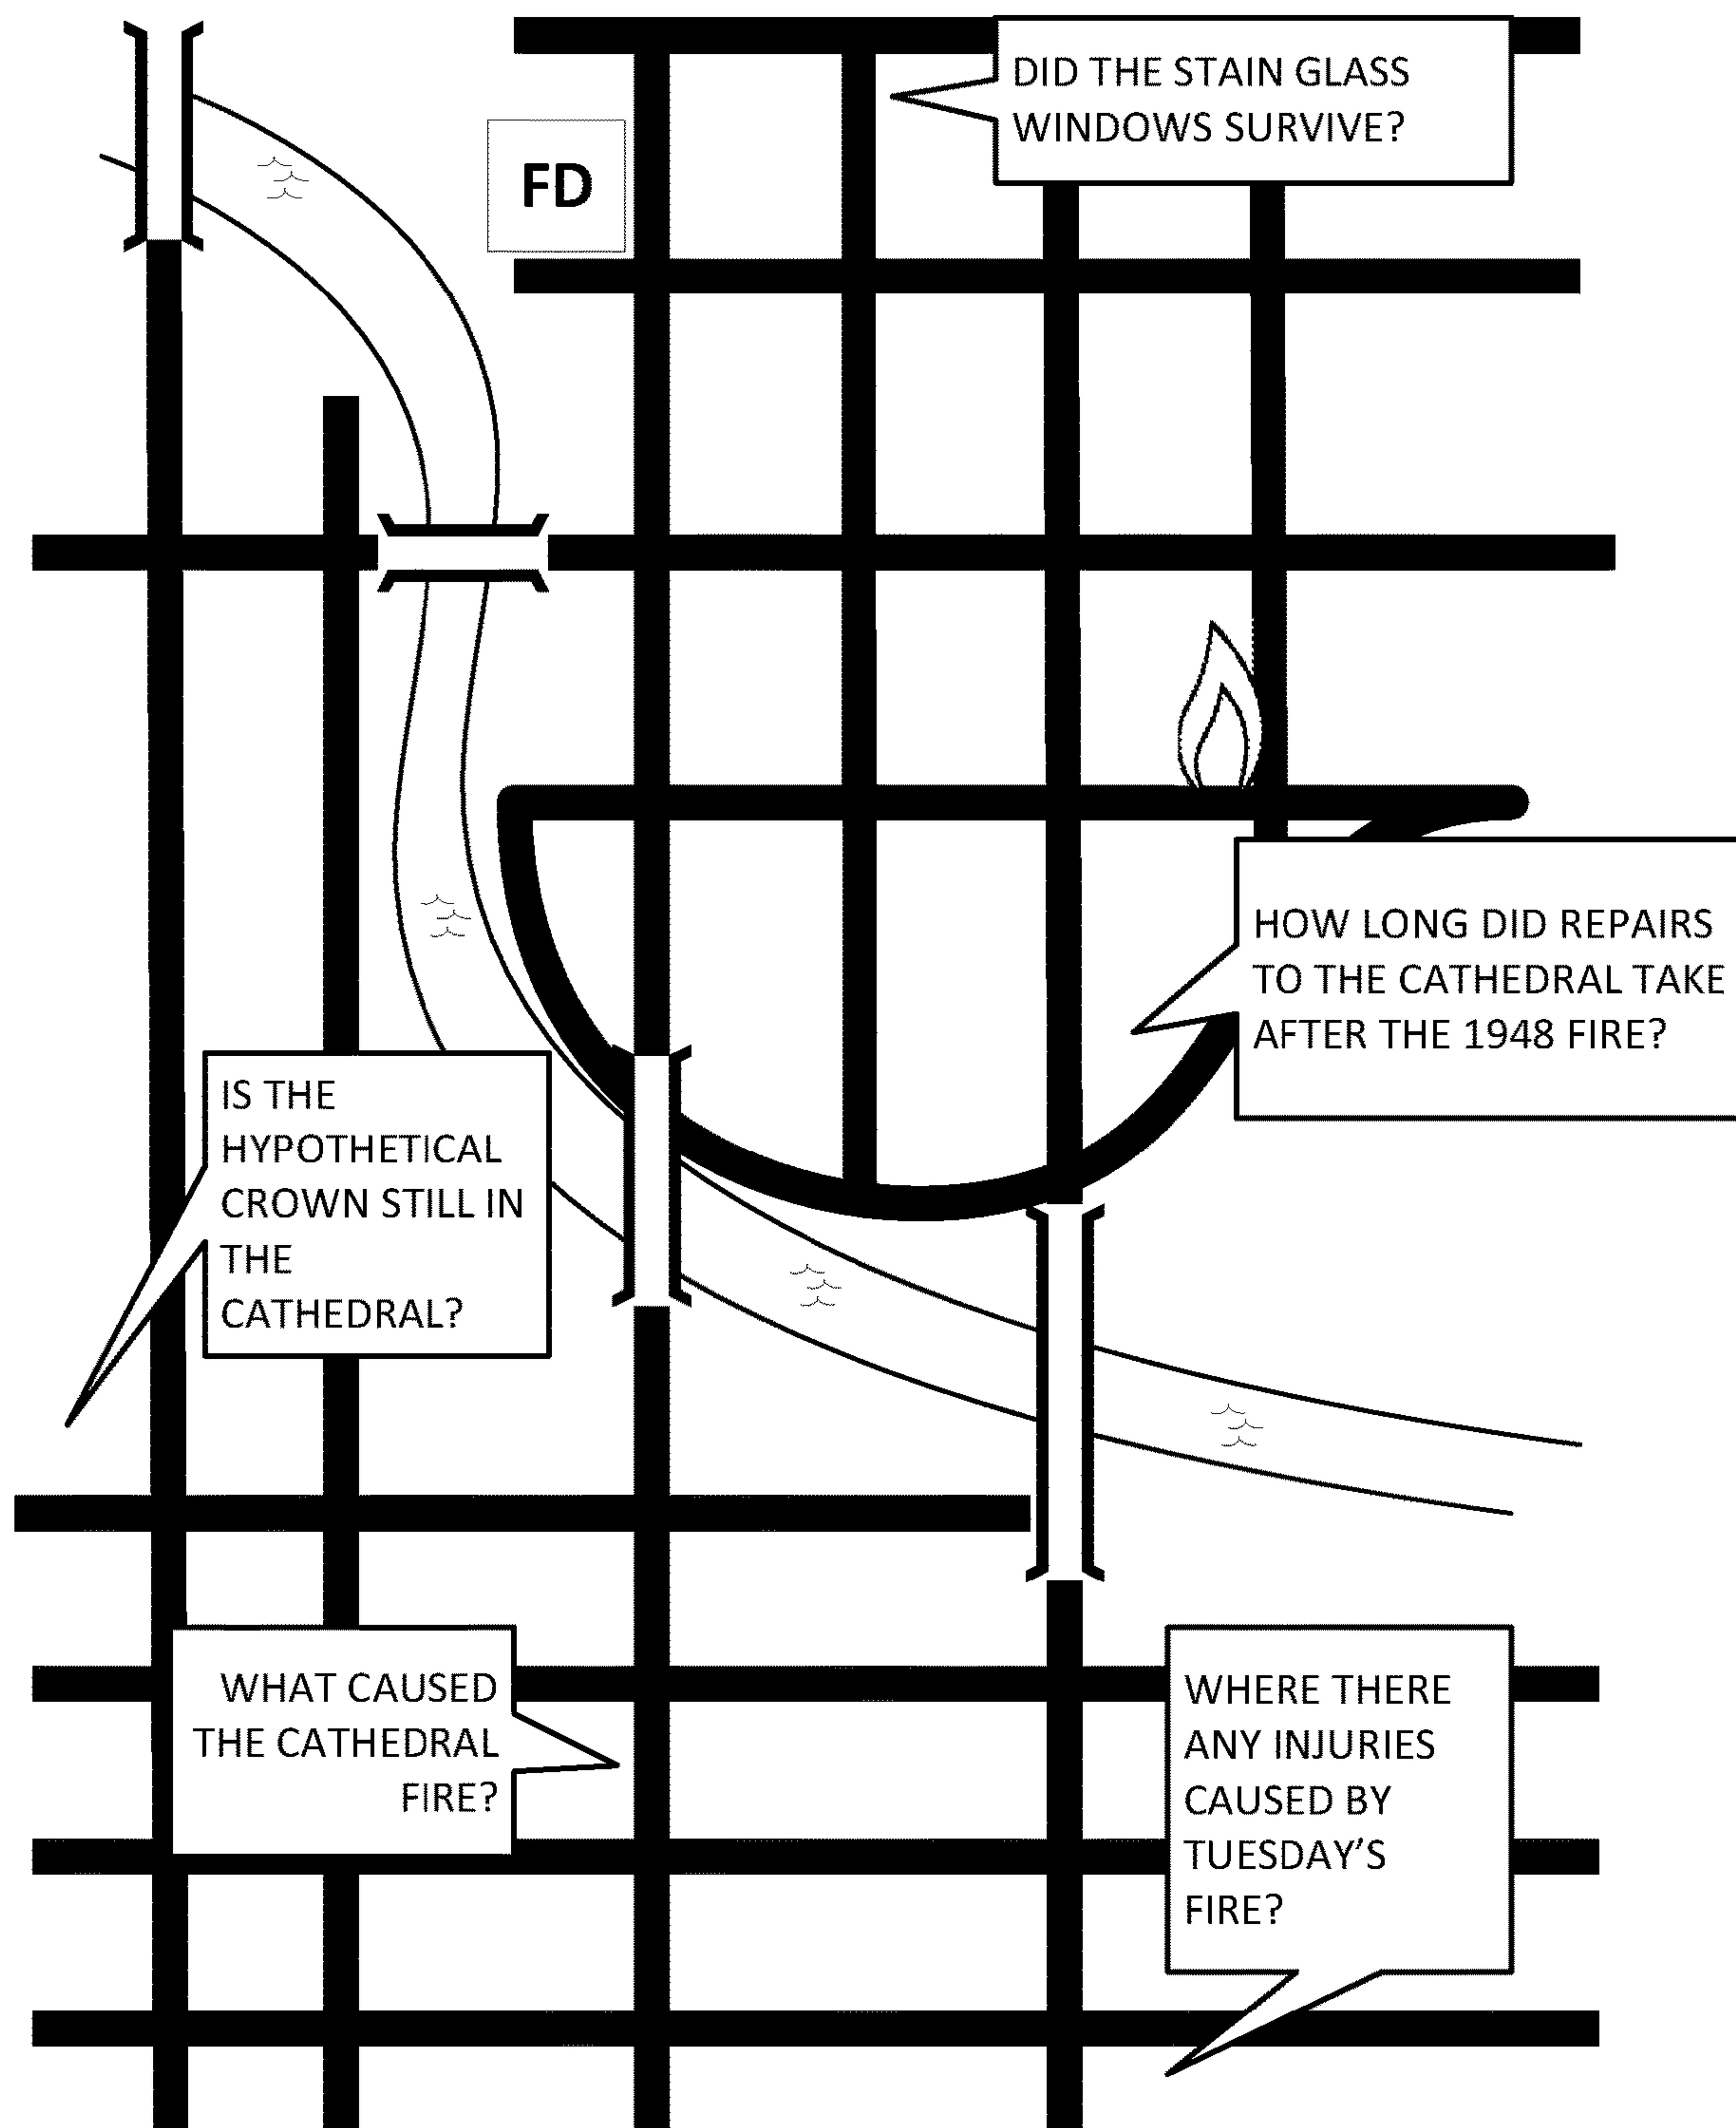 DID THE STAIN GLASS
WINDOWS SURVIVE?
FD
HOW LONG DID REPAIRS
TO THE CATHEDRAL TAKE
AFTER THE 1948 FIRE?
IS THE
HYPOTHETICAL
CROWN STILL IN
THE
CATHEDRAL?
WHAT CAUSED
THE CATHEDRAL
FIRE?
WHERE THERE
ANY INJURIES
CAUSED BY
TUESDAY'S
FIRE?